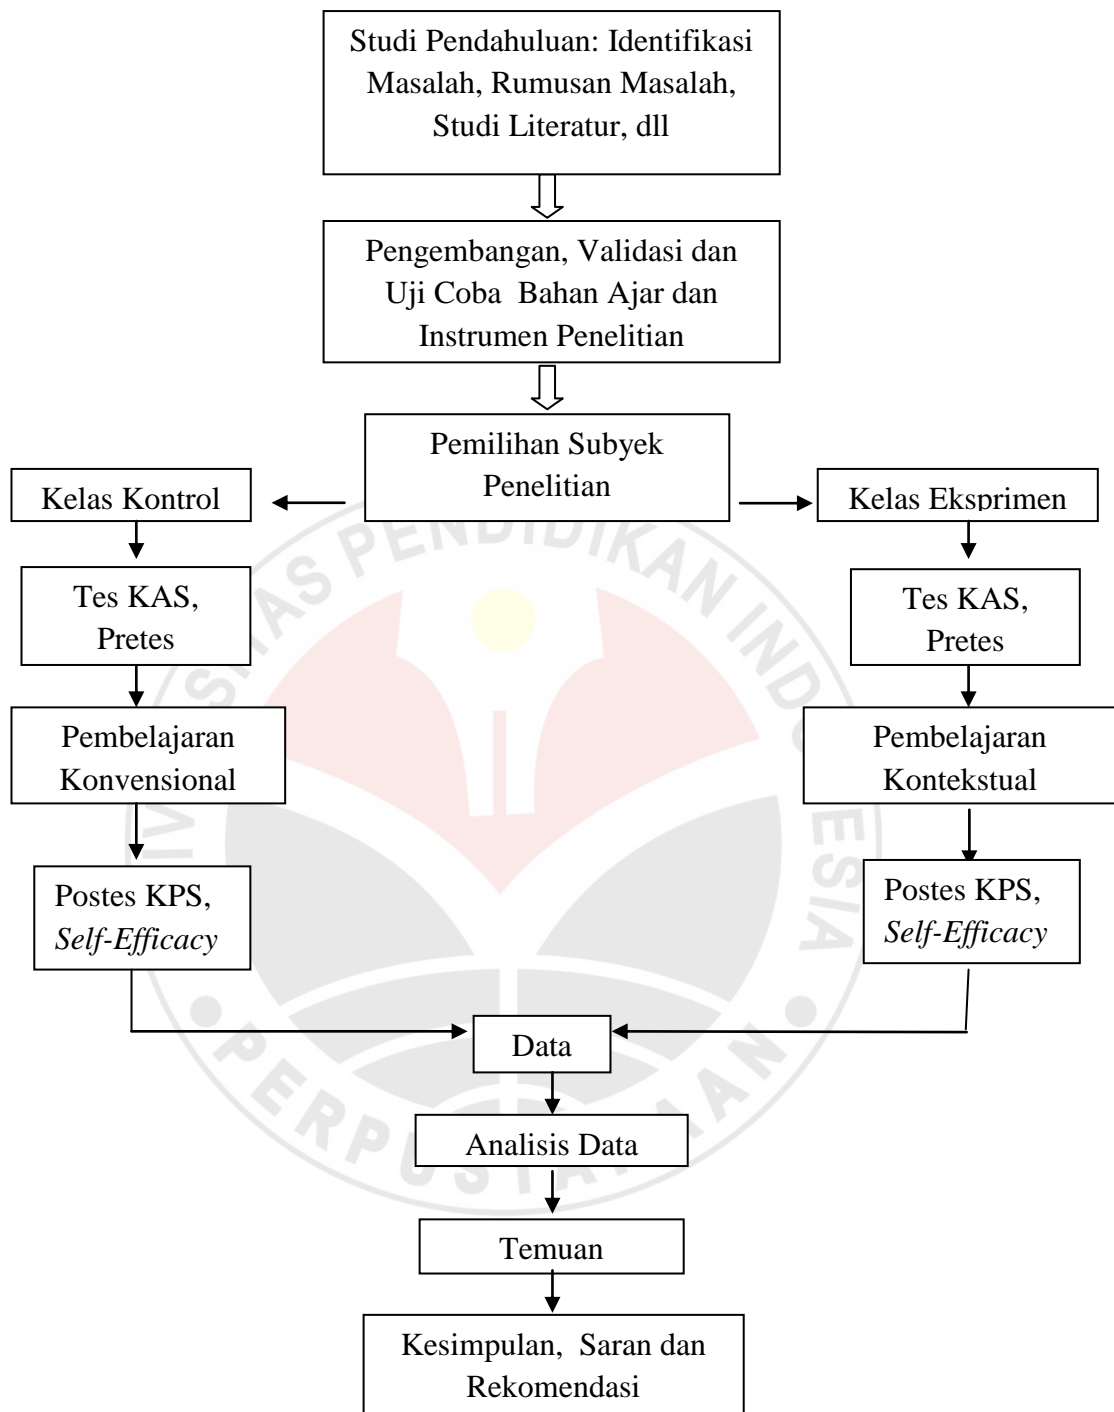 Studi Pendahuluan: Identifikasi
Masalah, Rumusan Masalah,
Studi Literatur, dll
Pengembangan, Validasi dan
Uji Coba  Bahan Ajar dan
Instrumen Penelitian
Pemilihan Subyek
Penelitian
Kelas Kontrol
Kelas Eksprimen
Tes KAS,
Pretes
Tes KAS,
Pretes
Pembelajaran
Konvensional
Pembelajaran
Kontekstual
Postes KPS,
Self-Efficacy
Postes KPS,
Self-Efficacy
Data
Analisis Data
Temuan
Kesimpulan,  Saran dan
Rekomendasi
PENDIDIKAN
PERPUSTAKAAN